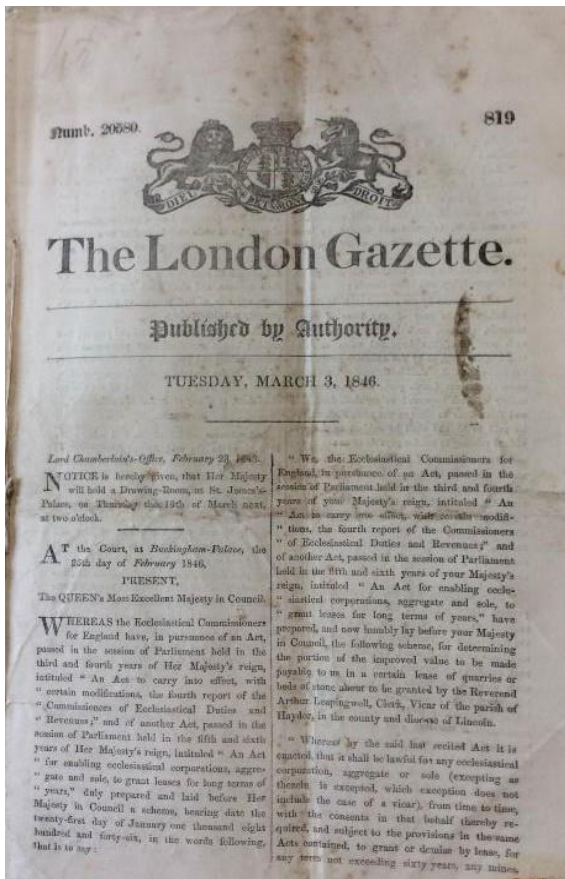 Numb. 20580.
819
DIEU ET MON DROIT
The London Gazette.
Published by Authority.
TUESDAY, MARCH 3, 1846.
Lord Chamberlain's-Office, February 23, 1846.
NOTICE is hereby given, that Her Majesty
will hold a Drawing-Room, at St. James's-
Palace, on Thursday the of March next,
at two o'clock.
AT the Court, at Buckingham-Palace, the
25th day of February 1846,
PRESENT,
The QUEEN's Most Excellent Majesty in Council.
WHEREAS the Ecclesiastical Commissioners
for England have, in pursuance of an Act,
passed in the session of Parliament held in the
third and fourth years of Her Majesty's reign,
intituled " An Act to carry into effect, with
" certain modifications, the fourth report of the
" Commissioners of Ecclesiastical Duties and
" Revenues;" and of another Act, passed in the
session of Parliament held in the fifth and sixth
years of Her Majesty's reign, intituled " An Act
" for enabling ecclesiastical corporations, aggre-
" gate and sole, to grant leases for long terms of
" years," duly prepared and laid before Her
Majesty in Council a scheme, bearing date the
twenty-first day of January one thousand eight
hundred and forty-six, in the words following,
that is to say:
" We, the Ecclesiastical Commissioners for
England, in pursuance of an Act, passed in the
session of Parliament held in the third and fourth
years of your Majesty's reign, intituled " An
" Act to carry into effect, with certain modifi-
" tions, the fourth report of the Commissioners
" of Ecclesiastical Duties and Revenues;" and
of another Act, passed in the session of Parliament
held in the fifth and sixth years of your Majesty's
reign, intituled " An Act for enabling eccle-
" siastical corporations, aggregate and sole, to
" grant leases for long terms of years," have
prepared, and now humbly lay before your Majesty
in Council, the following scheme, for determining
the portion of the improved value to be made
payable to us in a certain lease of quarries or
beds of stone about to be granted by the Reverend
Arthur Leapingwell, Clerk, Vicar of the parish of
Haydor, in the county and diocese of Lincoln.
" Whereas by the said last recited Act it is
enacted, that it shall be lawful for any ecclesiastical
corporation, aggregate or sole (excepting as
therein is excepted, which exception does not
include the case of a vicar), from time to time,
with the consents in that behalf thereby re-
quired, and subject to the provisions in the same
Acts contained, to grant or demise by lease, for
any term not exceeding sixty years, any mines,